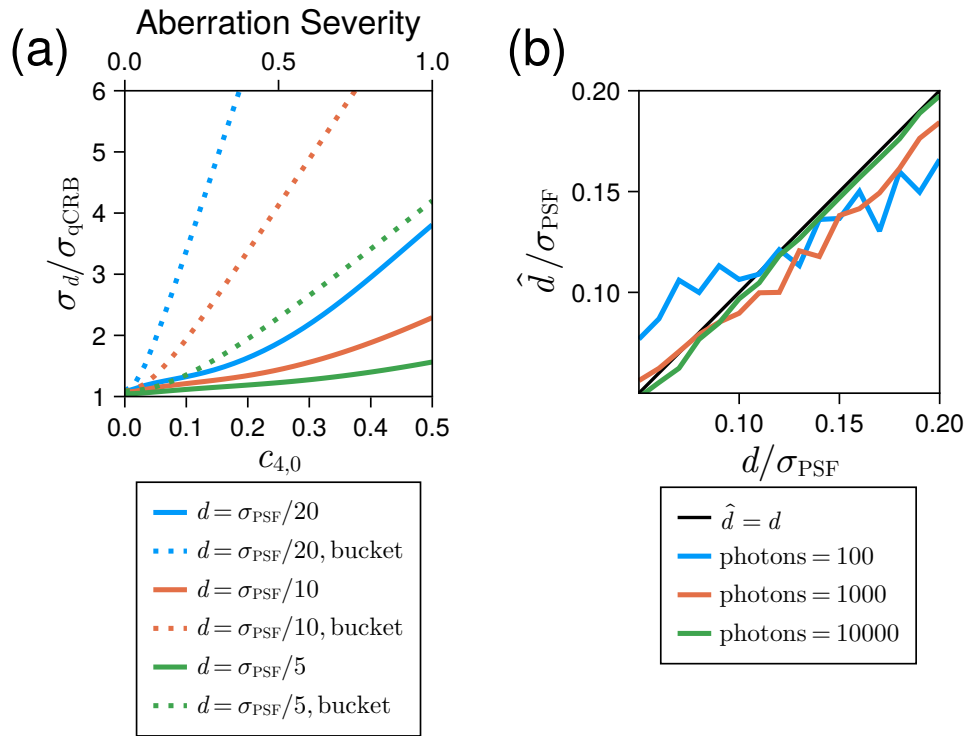 (a)
Aberration Severity
0.0 0.5 1.0
6
5
4
3
2
1
σ_d/σ_qCRB
0.0 0.1 0.2 0.3 0.4 0.5
c_{4,0}
d = σ_PSF/20
d = σ_PSF/20, bucket
d = σ_PSF/10
d = σ_PSF/10, bucket
d = σ_PSF/5
d = σ_PSF/5, bucket
(b)
0.20
0.15
0.10
d̂/σ_PSF
0.10 0.15 0.20
d/σ_PSF
d̂ = d
photons = 100
photons = 1000
photons = 10000